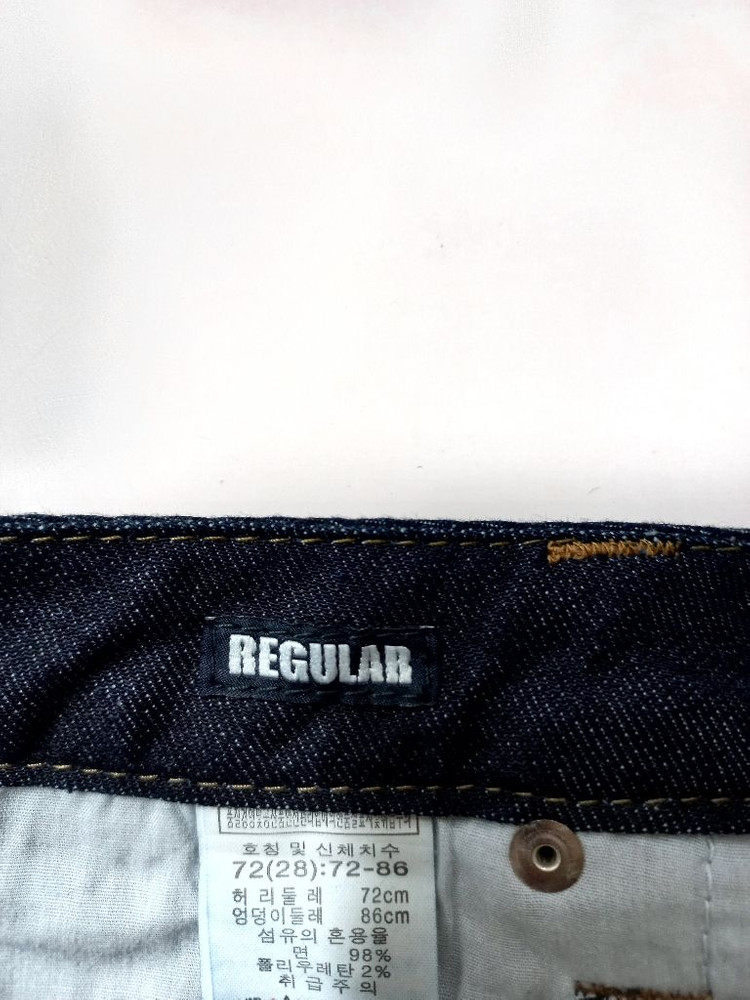 REGULAR
호칭 및 신체치수
72(28):72-86
허 리 둘 레 72cm
엉덩이둘레 86cm
섬유의 혼용율
면 98%
폴리우레탄 2%
취 급 주 의